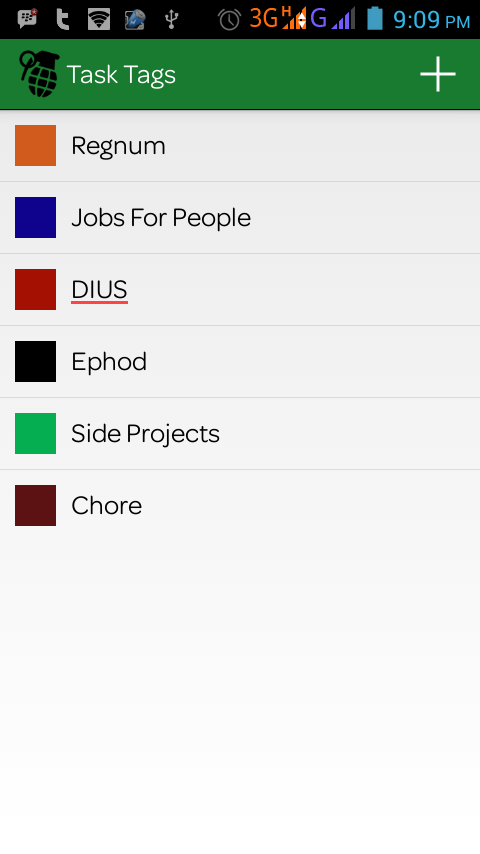 3G H G 9:09 PM
Task Tags
Regnum
Jobs For People
DIUS
Ephod
Side Projects
Chore